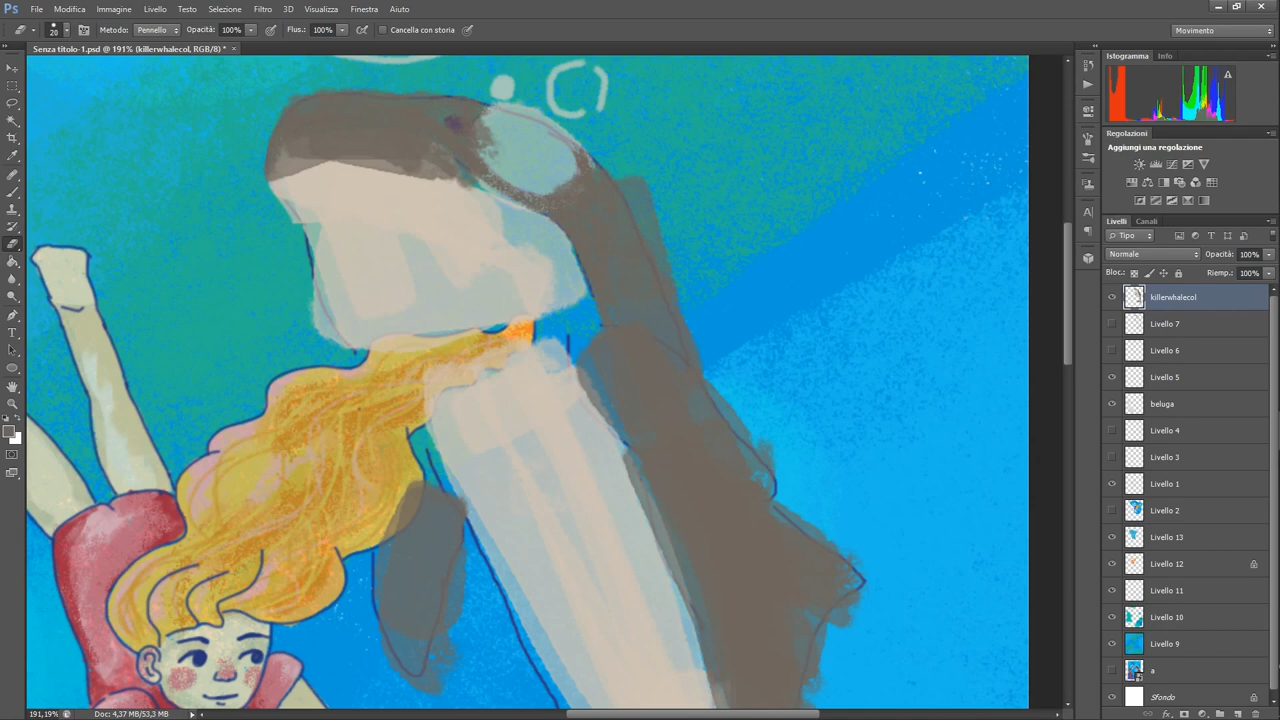 Ps File Modifica Immagine Livello Testo Selezione Filtro 3D Visualizza Finestra Aiuto
20 Metodo: Pennello Opacità: 100% Flus.: 100% Cancella con storia Movimento
Senza titolo-1.psd @ 191% (killerwhalecol, RGB/8) * ×
Istogramma Info
Regolazioni
Aggiungi una regolazione
Livelli Canali
Tipo
Normale Opacità: 100%
Bloc.: Riemp.: 100%
killerwhalecol
Livello 7
Livello 6
Livello 5
beluga
Livello 4
Livello 3
Livello 1
Livello 2
Livello 13
Livello 12
Livello 11
Livello 10
Livello 9
a
Sfondo
191,19% Doc: 4,37 MB/53,3 MB